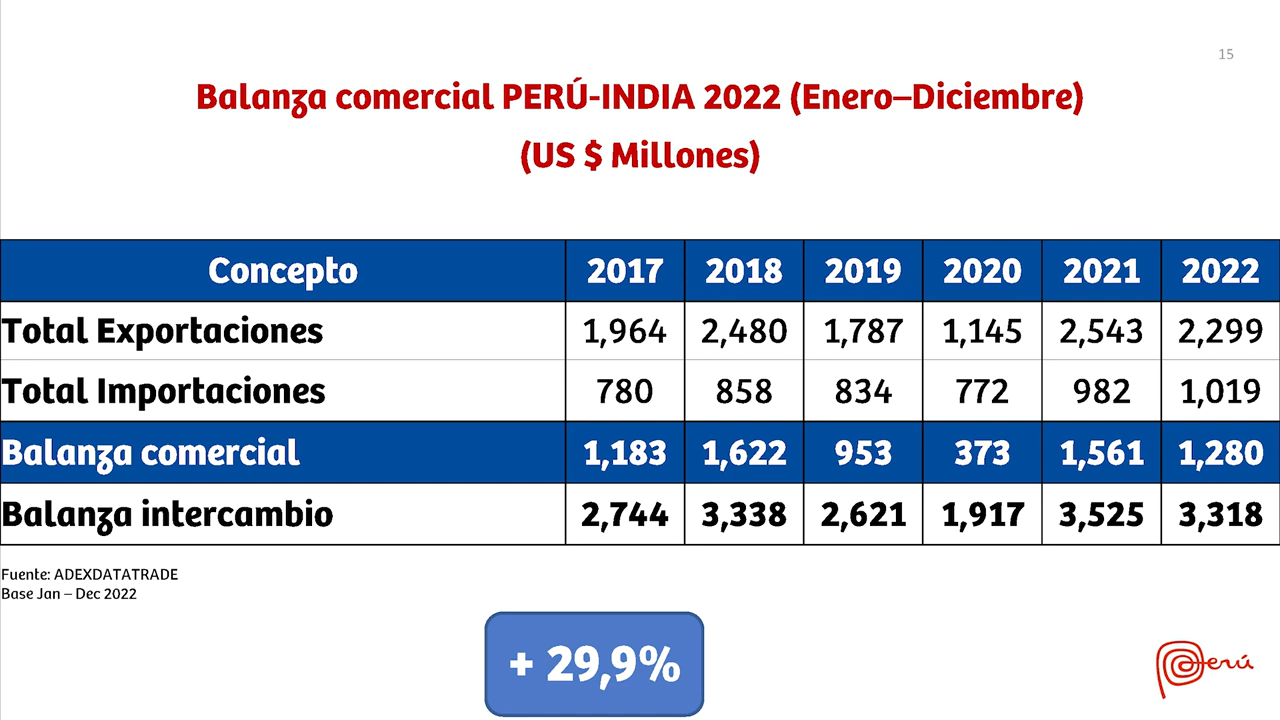 15
Balanza comercial PERÚ-INDIA 2022 (Enero–Diciembre)
(US $ Millones)
Concepto 2017 2018 2019 2020 2021 2022
Total Exportaciones 1,964 2,480 1,787 1,145 2,543 2,299
Total Importaciones 780 858 834 772 982 1,019
Balanza comercial 1,183 1,622 953 373 1,561 1,280
Balanza intercambio 2,744 3,338 2,621 1,917 3,525 3,318
Fuente: ADEXDATATRADE
Base Jan – Dec 2022
+ 29,9%
Perú